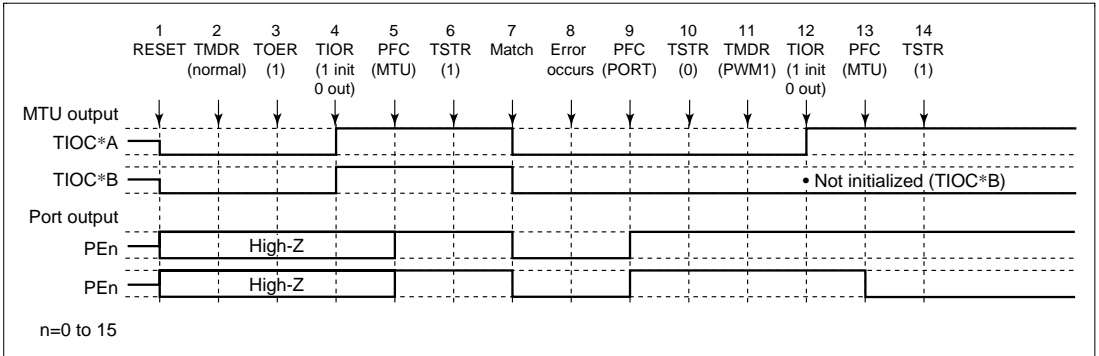 1 2 3 4 5 6 7 8 9 10 11 12 13 14
RESET TMDR TOER TIOR PFC TSTR Match Error PFC TSTR TMDR TIOR PFC TSTR
(normal) (1) (1 init (MTU) (1) occurs (PORT) (0) (PWM1) (1 init (MTU) (1)
0 out) 0 out)
MTU output
TIOC*A
TIOC*B
• Not initialized (TIOC*B)
Port output
PEn High-Z
PEn High-Z
n=0 to 15